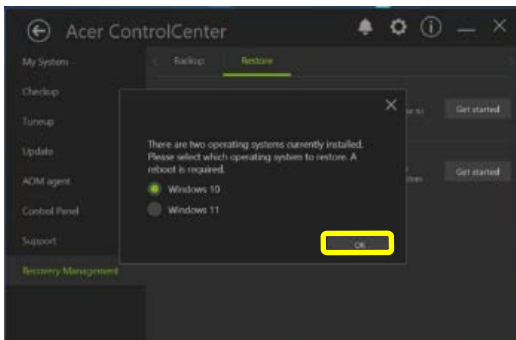 Acer ControlCenter
My System
Backup
Restore
Checkup
Get started
Tuneup
There are two operating systems currently installed.
Please select which operating system to restore. A
reboot is required.
Update
AOM agent
Get started
Windows 10
Control Panel
Windows 11
Support
OK
Recovery Management